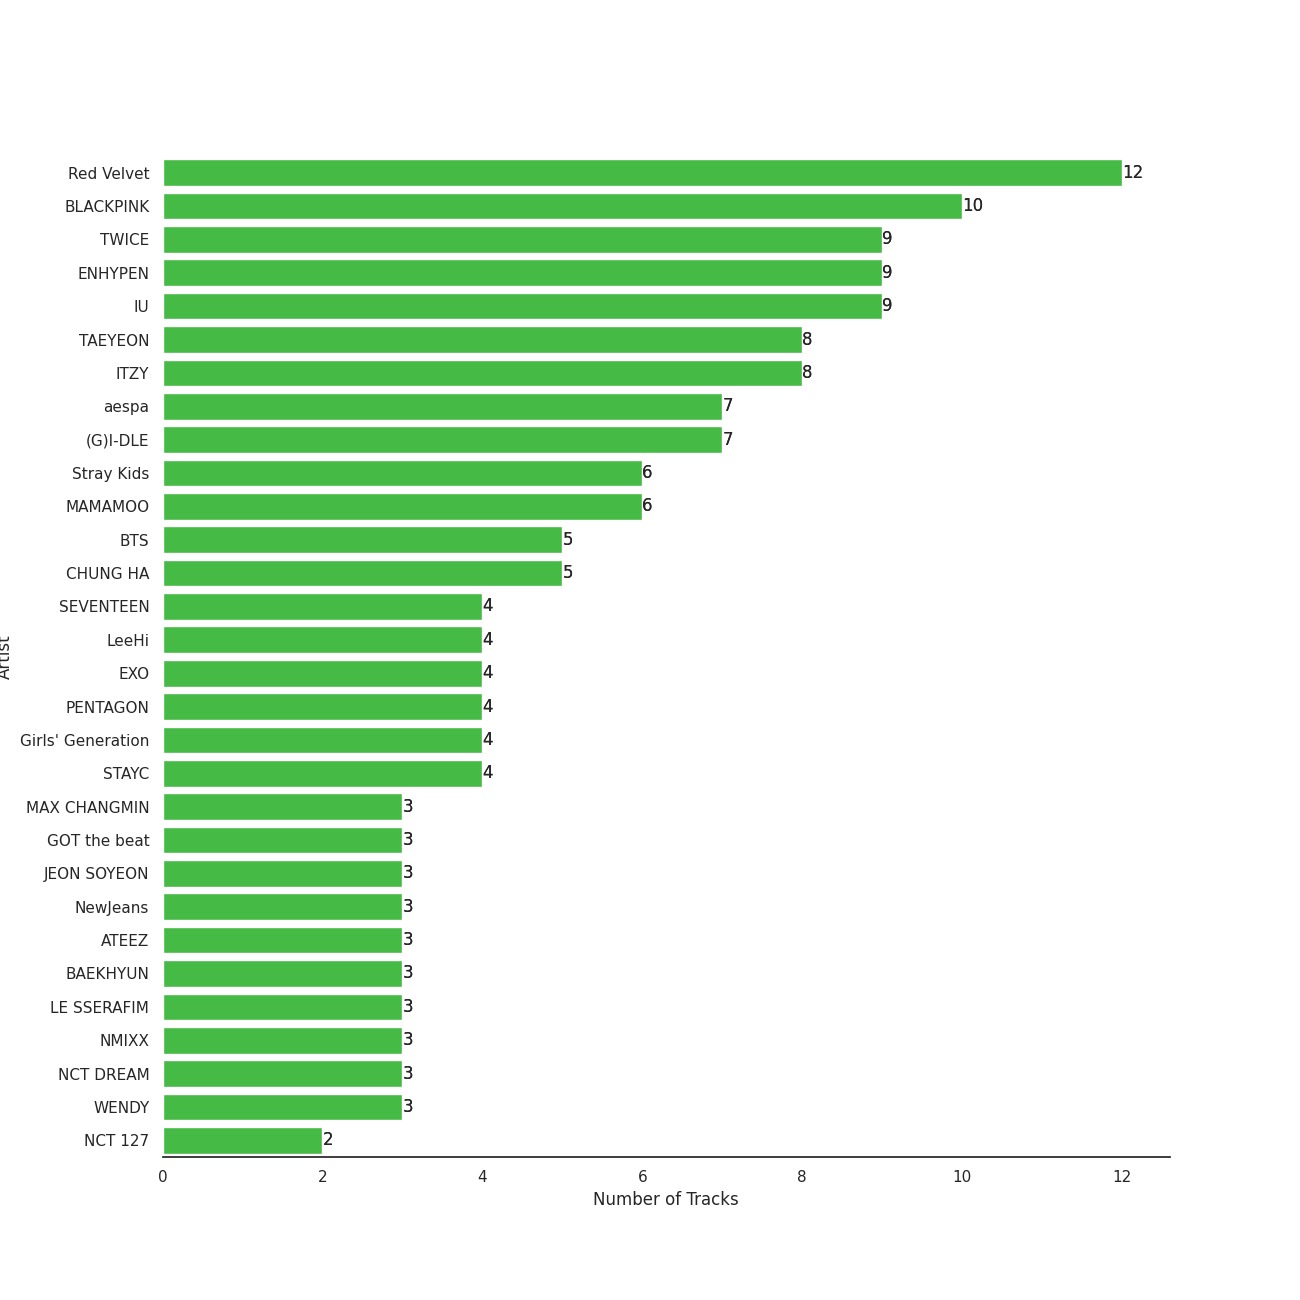 Red Velvet 12
BLACKPINK 10
TWICE 9
ENHYPEN 9
IU 9
TAEYEON 8
ITZY 8
aespa 7
(G)I-DLE 7
Stray Kids 6
MAMAMOO 6
BTS 5
CHUNG HA 5
SEVENTEEN 4
LeeHi 4
EXO 4
PENTAGON 4
Girls' Generation 4
STAYC 4
MAX CHANGMIN 3
GOT the beat 3
JEON SOYEON 3
NewJeans 3
ATEEZ 3
BAEKHYUN 3
LE SSERAFIM 3
NMIXX 3
NCT DREAM 3
WENDY 3
NCT 127 2
0 2 4 6 8 10 12
Number of Tracks
Artist